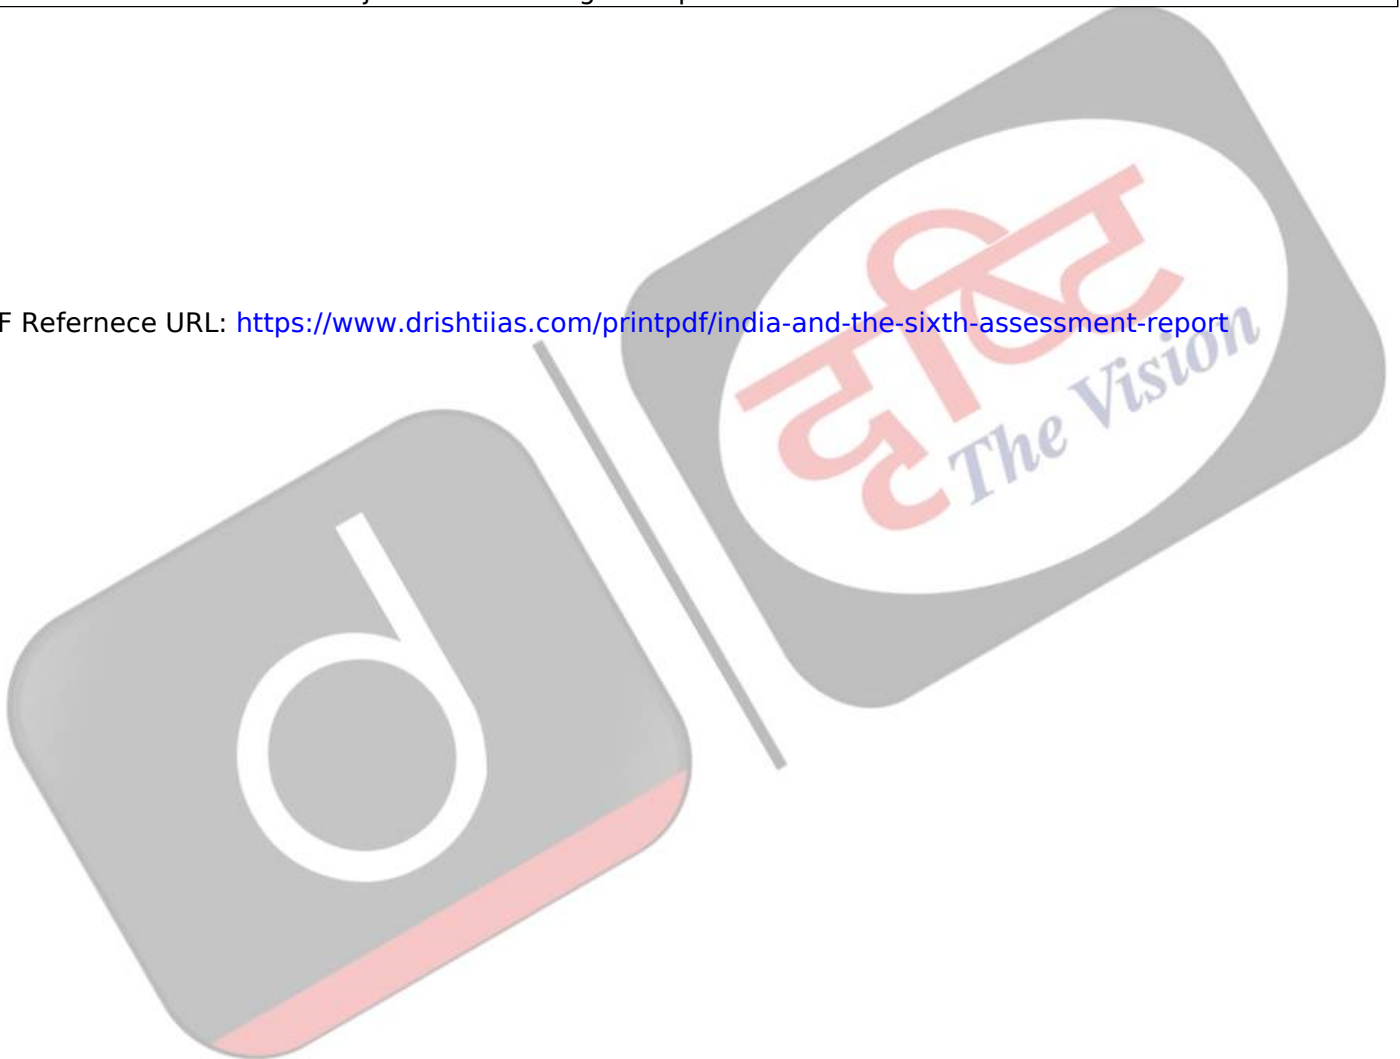 F Refernece URL: https://www.drishtiias.com/printpdf/india-and-the-sixth-assessment-report
दृष्टि
The Vision
d